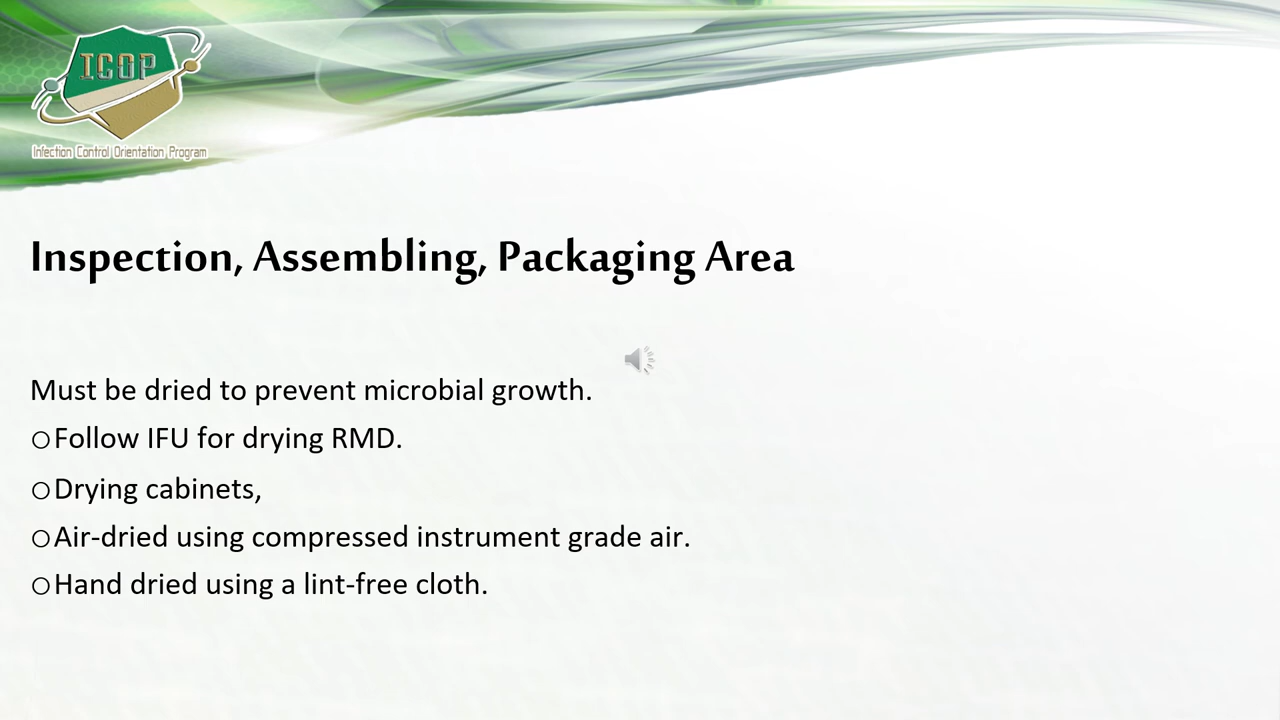 ICOP
Infection Control Orientation Program
Inspection, Assembling, Packaging Area
Must be dried to prevent microbial growth.
○Follow IFU for drying RMD.
○Drying cabinets,
○Air-dried using compressed instrument grade air.
○Hand dried using a lint-free cloth.